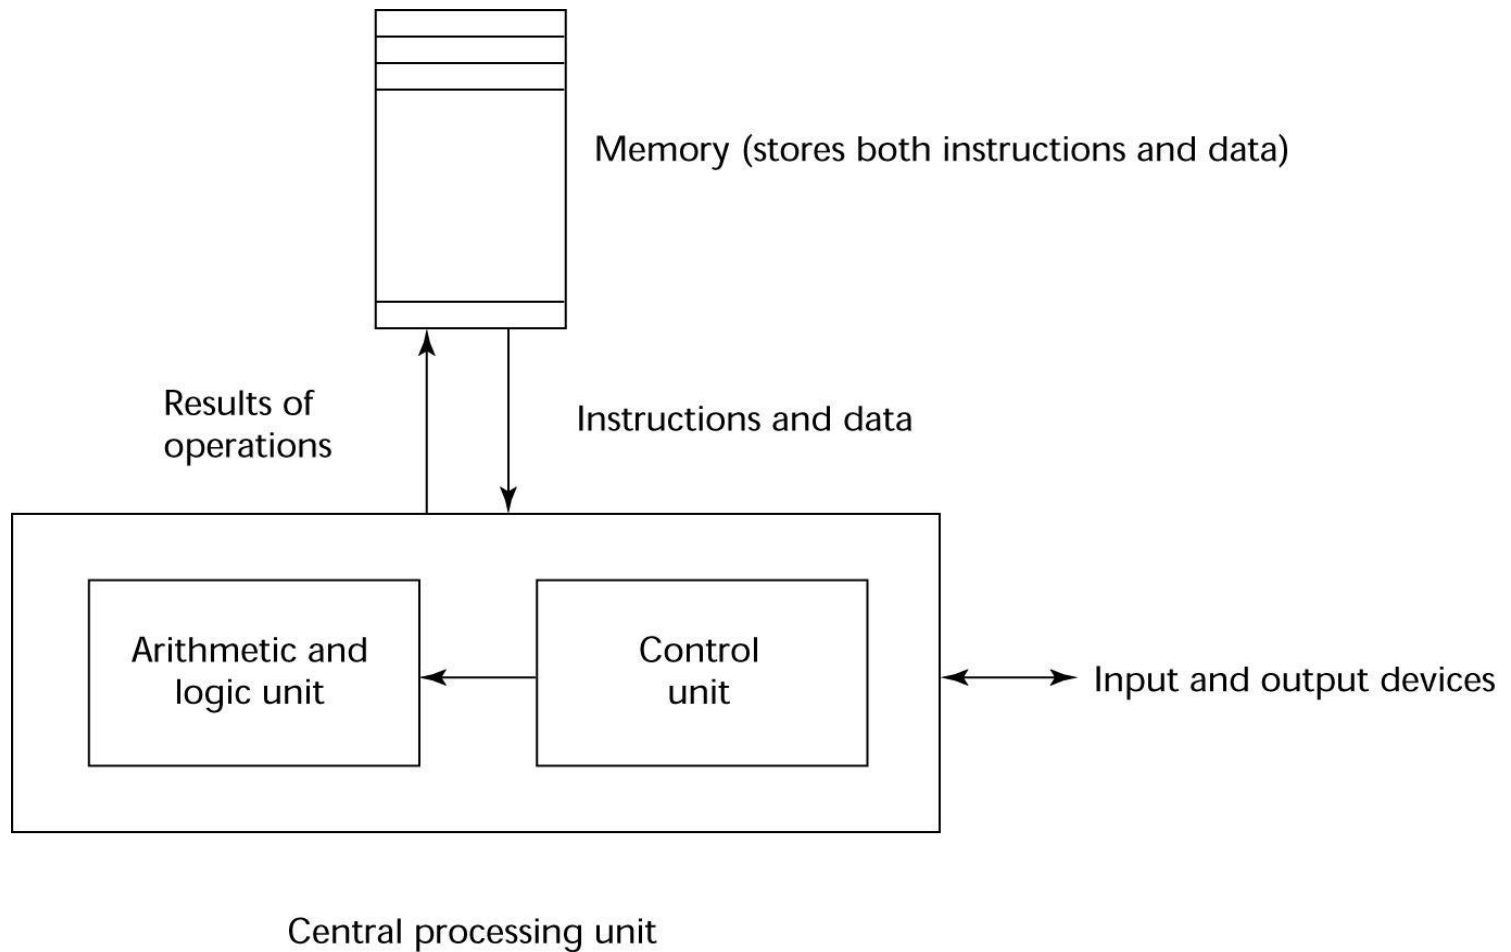 Memory (stores both instructions and data)
Results of
operations
Instructions and data
Arithmetic and
logic unit
Control
unit
Input and output devices
Central processing unit